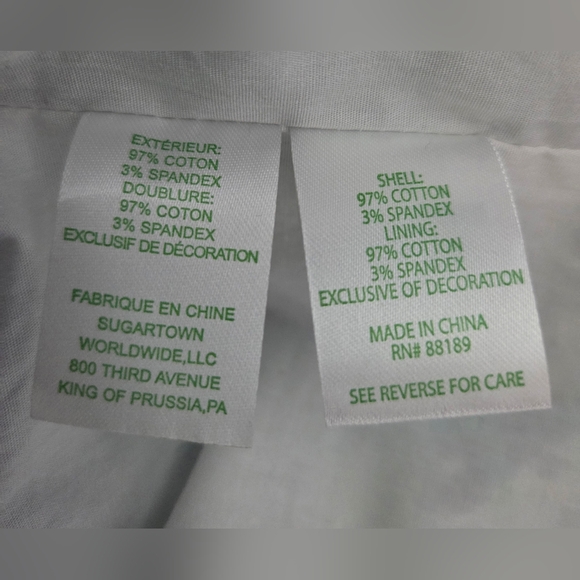 EXTÉRIEUR:
97% COTON
3% SPANDEX
DOUBLURE:
97% COTON
3% SPANDEX
EXCLUSIF DE DÉCORATION
FABRIQUE EN CHINE
SUGARTOWN
WORLDWIDE,LLC
800 THIRD AVENUE
KING OF PRUSSIA,PA
SHELL:
97% COTTON
3% SPANDEX
LINING:
97% COTTON
3% SPANDEX
EXCLUSIVE OF DECORATION
MADE IN CHINA
RN# 88189
SEE REVERSE FOR CARE